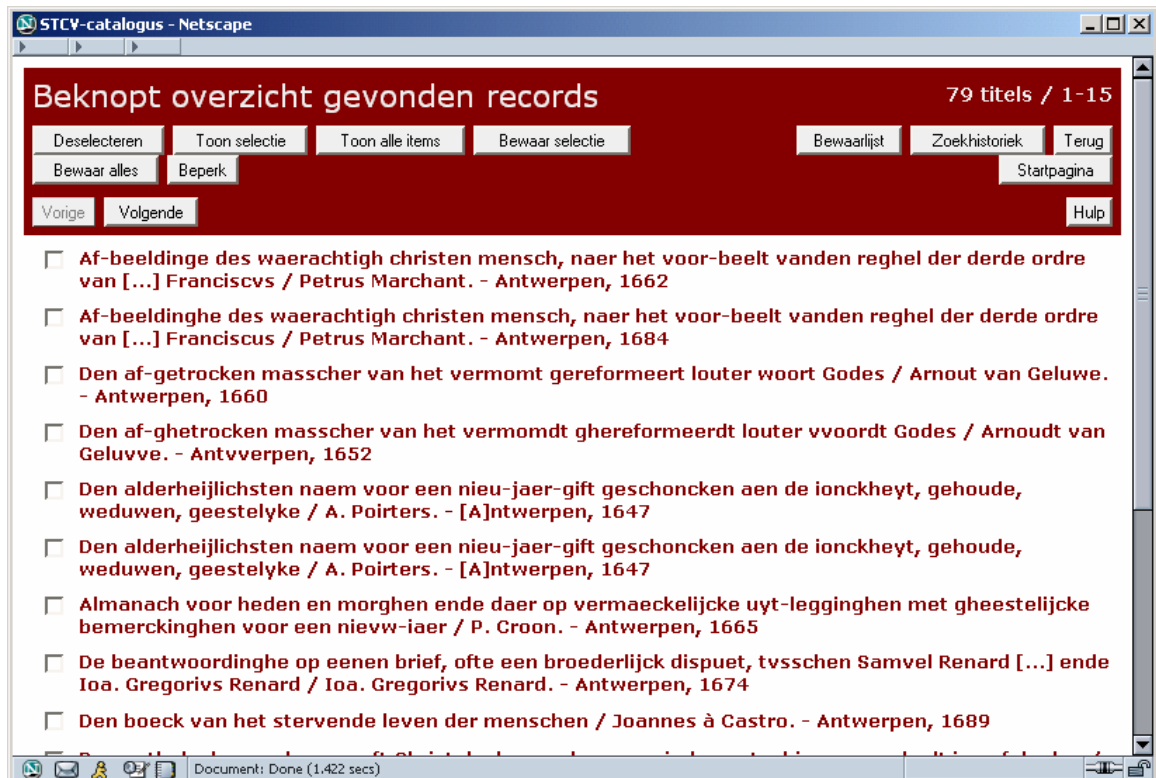 STCV-catalogus - Netscape
Beknopt overzicht gevonden records
79 titels / 1-15
Deselecteren Toon selectie Toon alle items Bewaar selectie Bewaarlijst Zoekhistoriek Terug
Bewaar alles Beperk Startpagina
Vorige Volgende Hulp
Af-beeldinge des waerachtigh christen mensch, naer het voor-beelt vanden reghel der derde ordre
van [...] Franciscvs / Petrus Marchant. - Antwerpen, 1662
Af-beeldinghe des waerachtigh christen mensch, naer het voor-beelt vanden reghel der derde ordre
van [...] Franciscus / Petrus Marchant. - Antwerpen, 1684
Den af-getrocken masscher van het vermomt gereformeert louter woort Godes / Arnout van Geluwe.
- Antwerpen, 1660
Den af-ghetrocken masscher van het vermomdt ghereformeerdt louter vvoordt Godes / Arnoudt van
Geluvve. - Antvverpen, 1652
Den alderheijlichsten naem voor een nieu-jaer-gift geschoncken aen de ionckheyt, gehoude,
weduwen, geestelyke / A. Poirters. - [A]ntwerpen, 1647
Den alderheijlichsten naem voor een nieu-jaer-gift geschoncken aen de ionckheyt, gehoude,
weduwen, geestelyke / A. Poirters. - [A]ntwerpen, 1647
Almanach voor heden en morghen ende daer op vermaeckelijcke uyt-legginghen met gheestelijcke
bemerckinghen voor een nievw-iaer / P. Croon. - Antwerpen, 1665
De beantwoordinghe op eenen brief, ofte een broederlijck dispuet, tvsschen Samvel Renard [...] ende
Ioa. Gregorivs Renard / Ioa. Gregorivs Renard. - Antwerpen, 1674
Den boeck van het stervende leven der menschen / Joannes à Castro. - Antwerpen, 1689
Document: Done (1.422 secs)